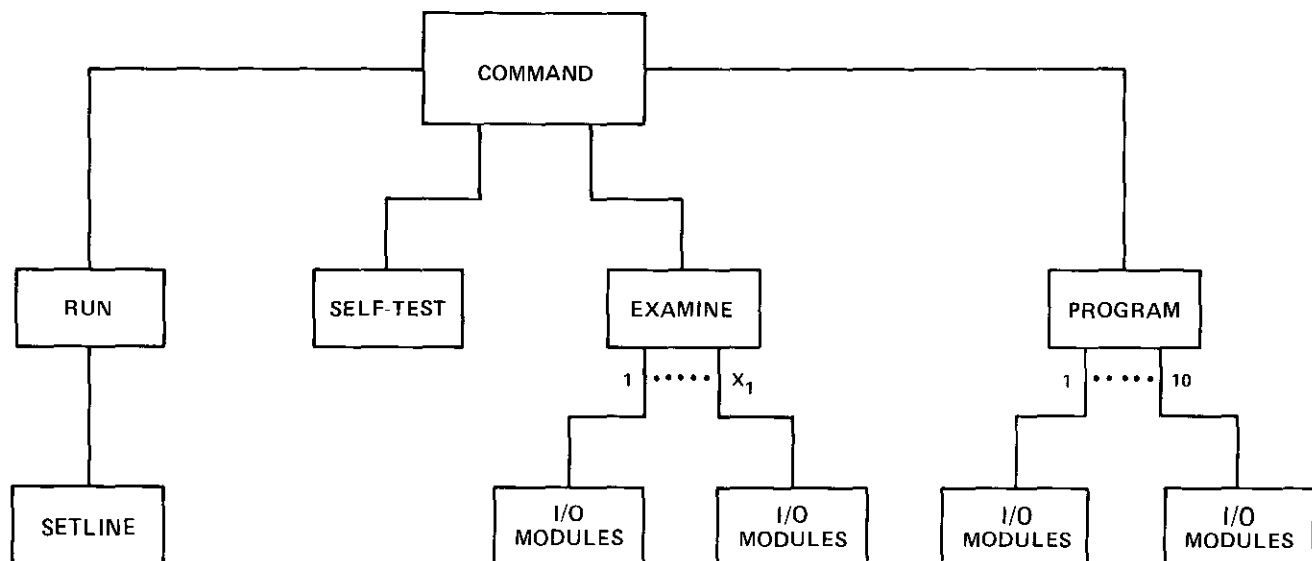 COMMAND
RUN
SELF-TEST
EXAMINE
PROGRAM
1 ..... X₁
1 ..... 10
SETLINE
I/O
MODULES
I/O
MODULES
I/O
MODULES
I/O
MODULES